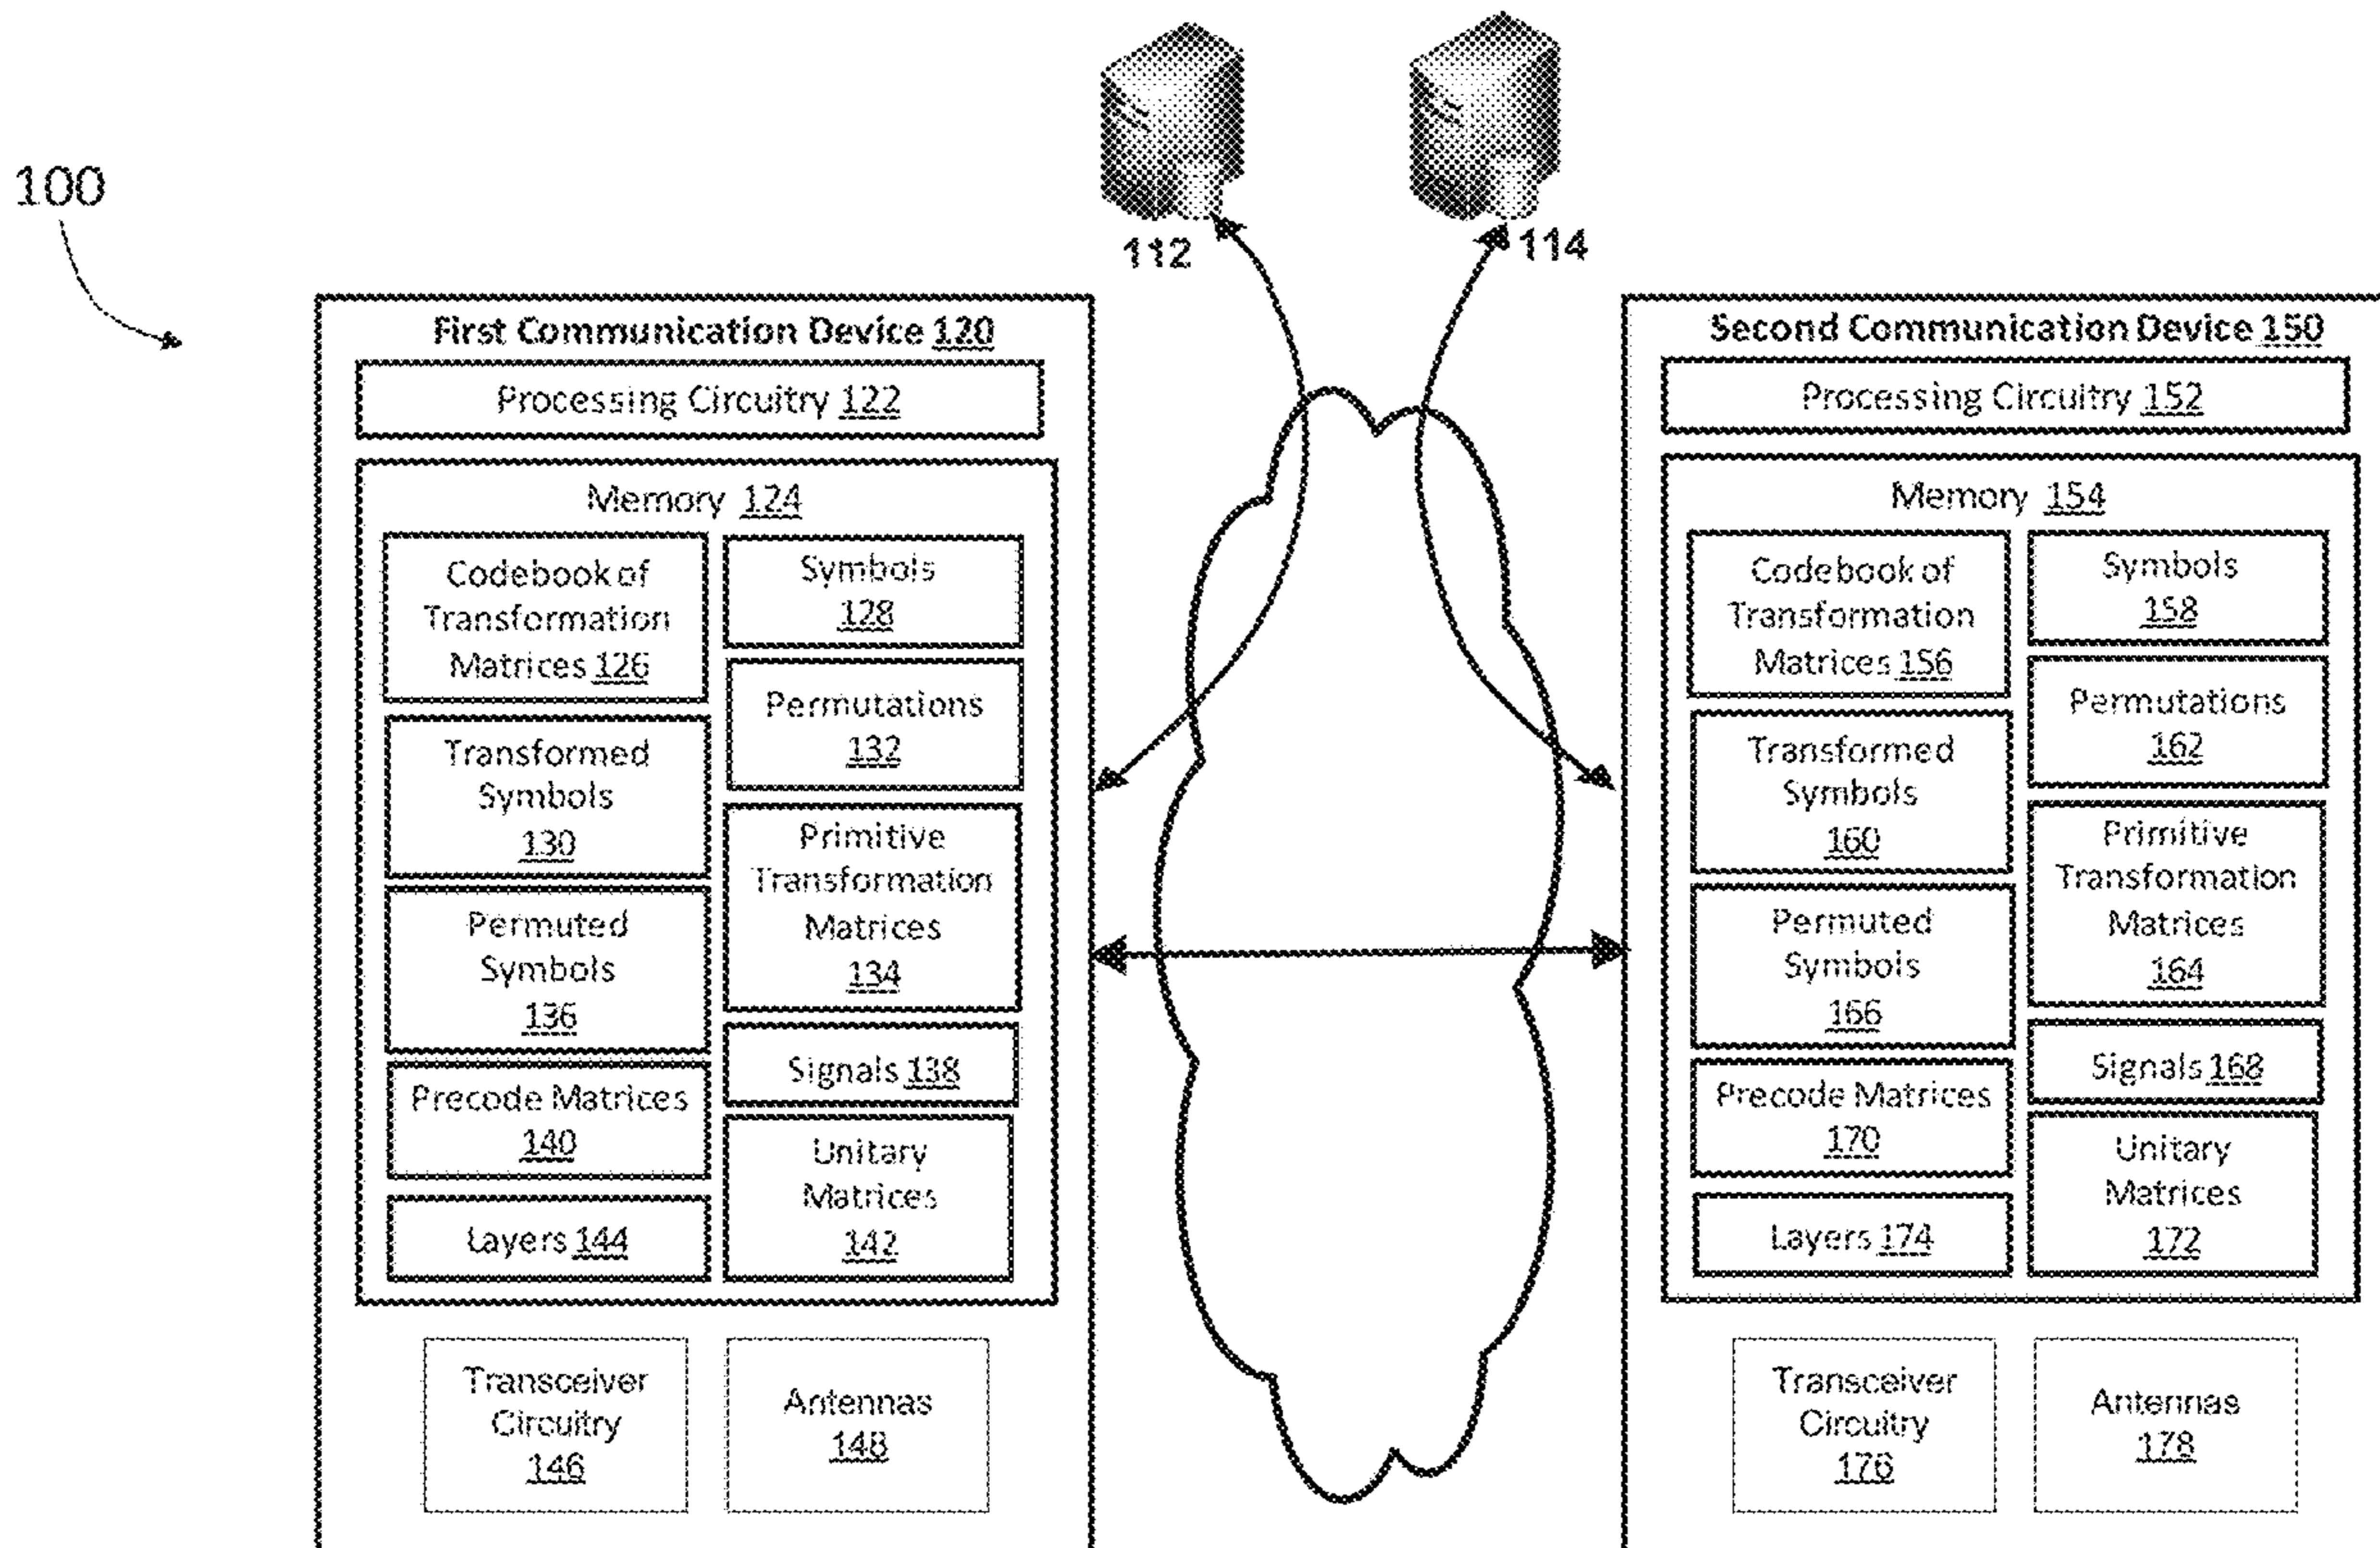 112
114
100
First Communication Device 120
Processing Circuitry 122
Memory 124
Codebook of
Transformation
Matrices 126
Symbols
128
Permutations
132
Transformed
Symbols
130
Primitive
Transformation
Matrices
134
Permuted
Symbols
136
Signals 138
Precode Matrices
140
Unitary
Matrices
142
Layers 144
Transceiver
Circuitry
146
Antennas
148
Second Communication Device 150
Processing Circuitry 152
Memory 154
Codebook of
Transformation
Matrices 156
Symbols
158
Permutations
162
Transformed
Symbols
160
Primitive
Transformation
Matrices
164
Permuted
Symbols
166
Signals 168
Precode Matrices
170
Unitary
Matrices
172
Layers 174
Transceiver
Circuitry
176
Antennas
178